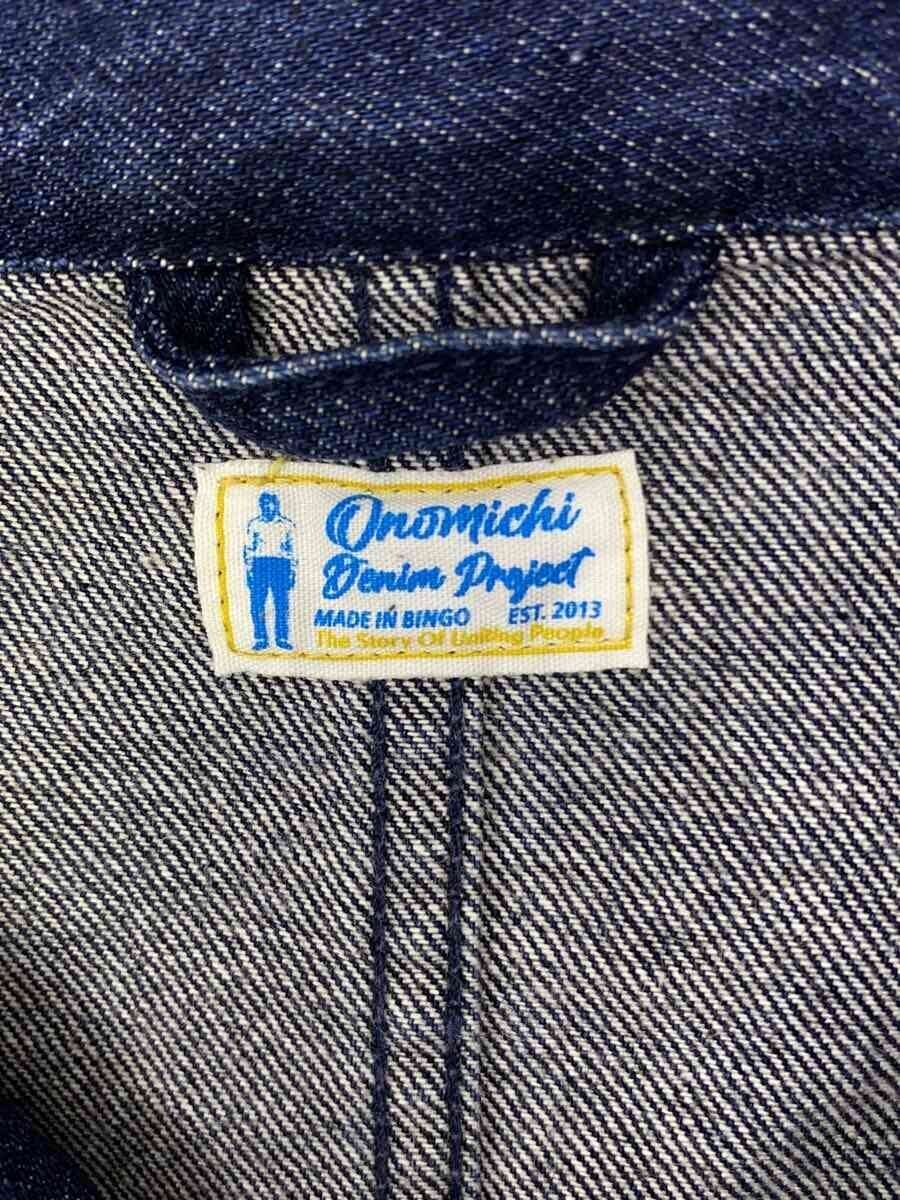 Onomichi
Denim Project
MADE IN BINGO EST. 2013
The Story Of Uniting People